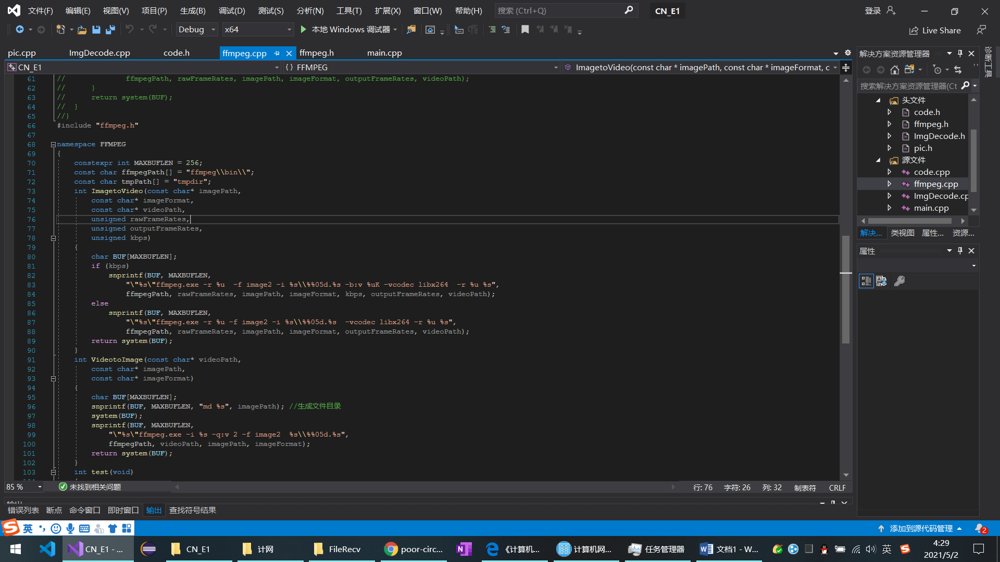 文件(F) 编辑(E) 视图(V) 项目(P) 生成(B) 调试(D) 测试(S) 分析(N) 工具(T) 扩展(X) 窗口(W) 帮助(H) 搜索 (Ctrl+Q) CN_E1 登录
Debug x64 本地 Windows 调试器 Live Share
pic.cpp ImgDecode.cpp code.h ffmpeg.cpp ffmpeg.h main.cpp
CN_E1 {} FFMPEG ImagetoVideo(const char * imagePath, const char * imageFormat, c
61 // ffmpegPath, rawFrameRates, imagePath, imageFormat, outputFrameRates, videoPath);
62 // }
63 // return system(BUF);
64 // }
65 //}
66 #include "ffmpeg.h"
67
68 namespace FFMPEG
69 {
70 constexpr int MAXBUFLEN = 256;
71 const char ffmpegPath[] = "ffmpeg\\bin\\";
72 const char tmpPath[] = "tmpdir";
73 int ImagetoVideo(const char* imagePath,
74 const char* imageFormat,
75 const char* videoPath,
76 unsigned rawFrameRates,
77 unsigned outputFrameRates,
78 unsigned kbps)
79 {
80 char BUF[MAXBUFLEN];
81 if (kbps)
82 snprintf(BUF, MAXBUFLEN,
83 "\"%s\"ffmpeg.exe -r %u  -f image2 -i %s\\%%05d.%s -b:v %uK -vcodec libx264  -r %u %s",
84 ffmpegPath, rawFrameRates, imagePath, imageFormat, kbps, outputFrameRates, videoPath);
85 else
86 snprintf(BUF, MAXBUFLEN,
87 "\"%s\"ffmpeg.exe -r %u -f image2 -i %s\\%%05d.%s  -vcodec libx264 -r %u %s",
88 ffmpegPath, rawFrameRates, imagePath, imageFormat, outputFrameRates, videoPath);
89 return system(BUF);
90 }
91 int VideotoImage(const char* videoPath,
92 const char* imagePath,
93 const char* imageFormat)
94 {
95 char BUF[MAXBUFLEN];
96 snprintf(BUF, MAXBUFLEN, "md %s", imagePath); //生成文件目录
97 system(BUF);
98 snprintf(BUF, MAXBUFLEN,
99 "\"%s\"ffmpeg.exe -i %s -q:v 2 -f image2  %s\\%%05d.%s",
100 ffmpegPath, videoPath, imagePath, imageFormat);
101 return system(BUF);
102 }
103 int test(void)
85 % 未找到相关问题 行: 76 字符: 26 列: 32 制表符 CRLF
错误列表 断点 命令窗口 即时窗口 输出 查找符号结果
解决方案资源管理器
搜索解决方案资源管理器(Ct
头文件
code.h
ffmpeg.h
ImgDecode.h
pic.h
源文件
code.cpp
ffmpeg.cpp
ImgDecode.cp
main.cpp
解决... 类视图 属性... 资源...
属性
诊断工具
英 添加到源代码管理 2
CN_E1 - ... CN_E1 计网 FileRecv poor-circ... 《计算机... 计算机网... 任务管理器 文档1 - W... 英 4:29
2021/5/2